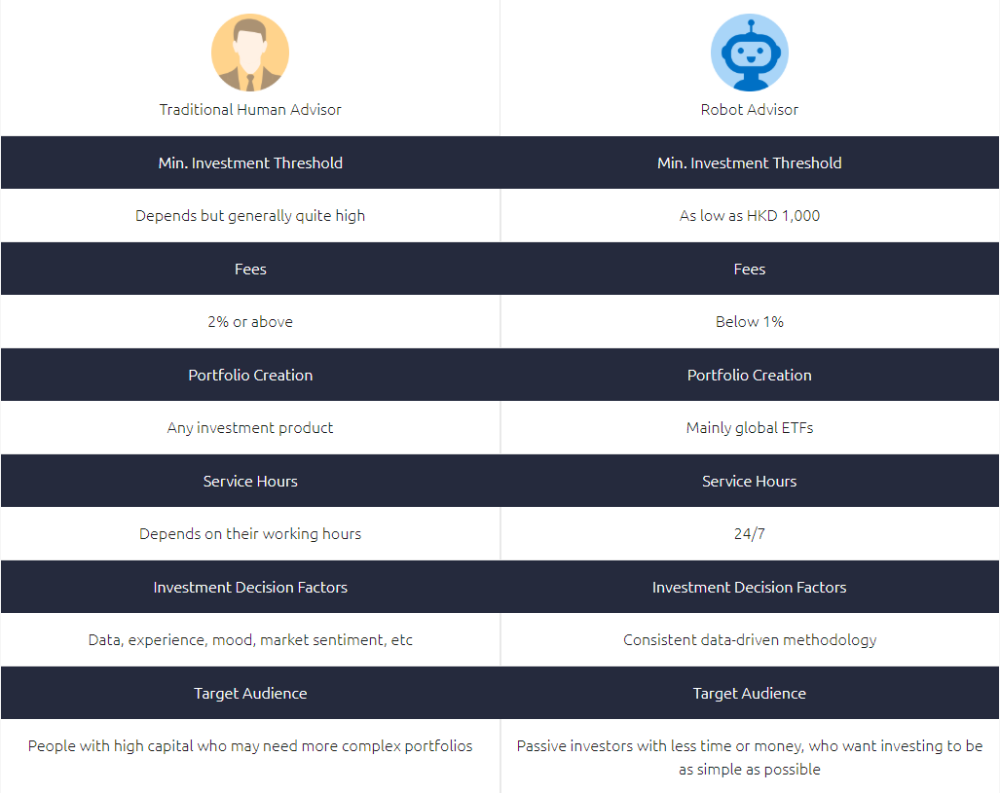 Traditional Human Advisor
Robot Advisor
Min. Investment Threshold
Min. Investment Threshold
Depends but generally quite high
As low as HKD 1,000
Fees
Fees
2% or above
Below 1%
Portfolio Creation
Portfolio Creation
Any investment product
Mainly global ETFs
Service Hours
Service Hours
Depends on their working hours
24/7
Investment Decision Factors
Investment Decision Factors
Data, experience, mood, market sentiment, etc
Consistent data-driven methodology
Target Audience
Target Audience
People with high capital who may need more complex portfolios
Passive investors with less time or money, who want investing to be
as simple as possible